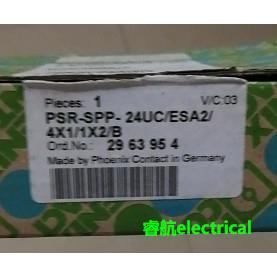 Pieces: 1 V/C:03
PSR-SPP- 24UC/ESA2/
4X1/1X2/B
Ord.No.: 29 63 95 4
Made by Phoenix Contact in Germany
睿航electrical